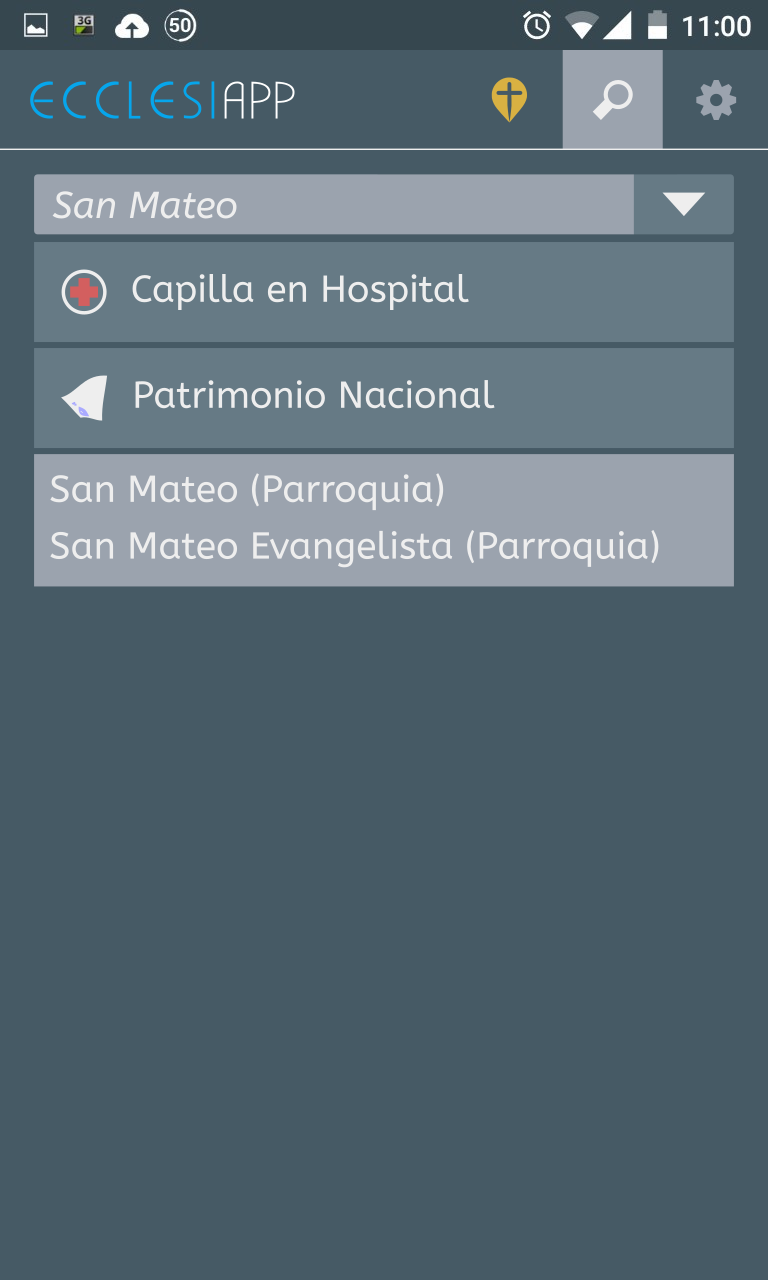 3G
50
11:00
ECCLESIAPP
San Mateo
Capilla en Hospital
Patrimonio Nacional
San Mateo (Parroquia)
San Mateo Evangelista (Parroquia)